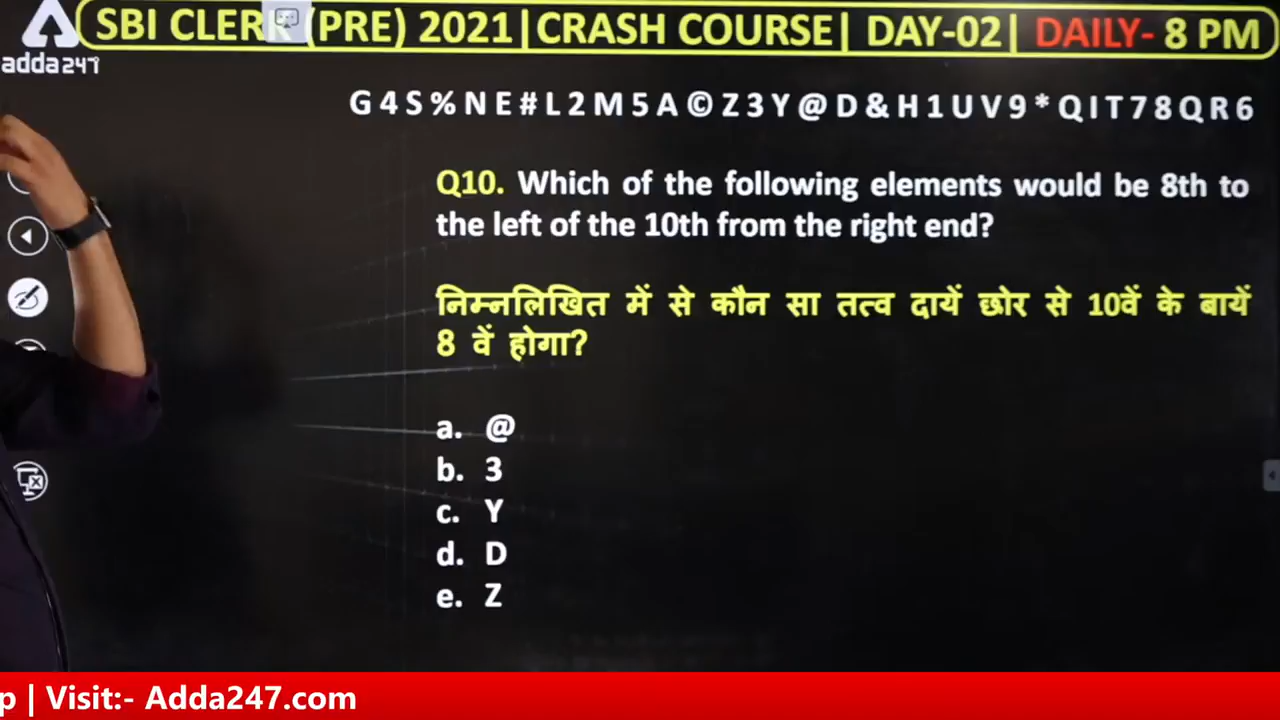 SBI CLERK (PRE) 2021|CRASH COURSE| DAY-02| DAILY- 8 PM
adda247
G 4 S % N E # L 2 M 5 A © Z 3 Y @ D & H 1 U V 9 * Q I T 7 8 Q R 6
Q10. Which of the following elements would be 8th to
the left of the 10th from the right end?
निम्नलिखित में से कौन सा तत्व दायें छोर से 10वें के बायें
8 वें होगा?
a. @
b. 3
c. Y
d. D
e. Z
p | Visit:- Adda247.com